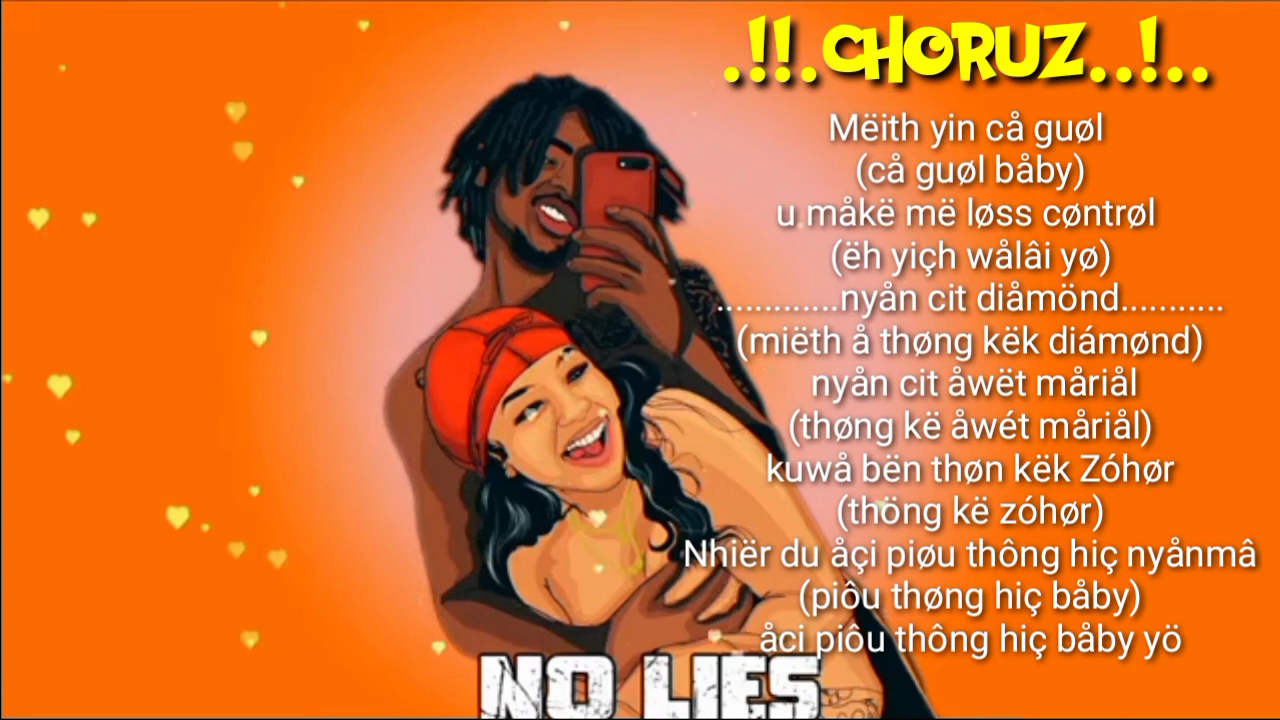 .!!.CHORUZ..!..
Mëith yin cå guøl
(cå guøl båby)
u måkë më løss cøntrøl
(ëh yiçh wålâi yø)
.............nyån cit diåmönd...........
(miëth å thøng këk diámønd)
nyån cit åwët måriål
(thøng kë åwét måriål)
kuwå bën thøn këk Zóhør
(thöng kë zóhør)
Nhiër du åçi piøu thông hiç nyånmâ
(piôu thøng hiç båby)
åci piôu thông hiç båby yö
NO LIES